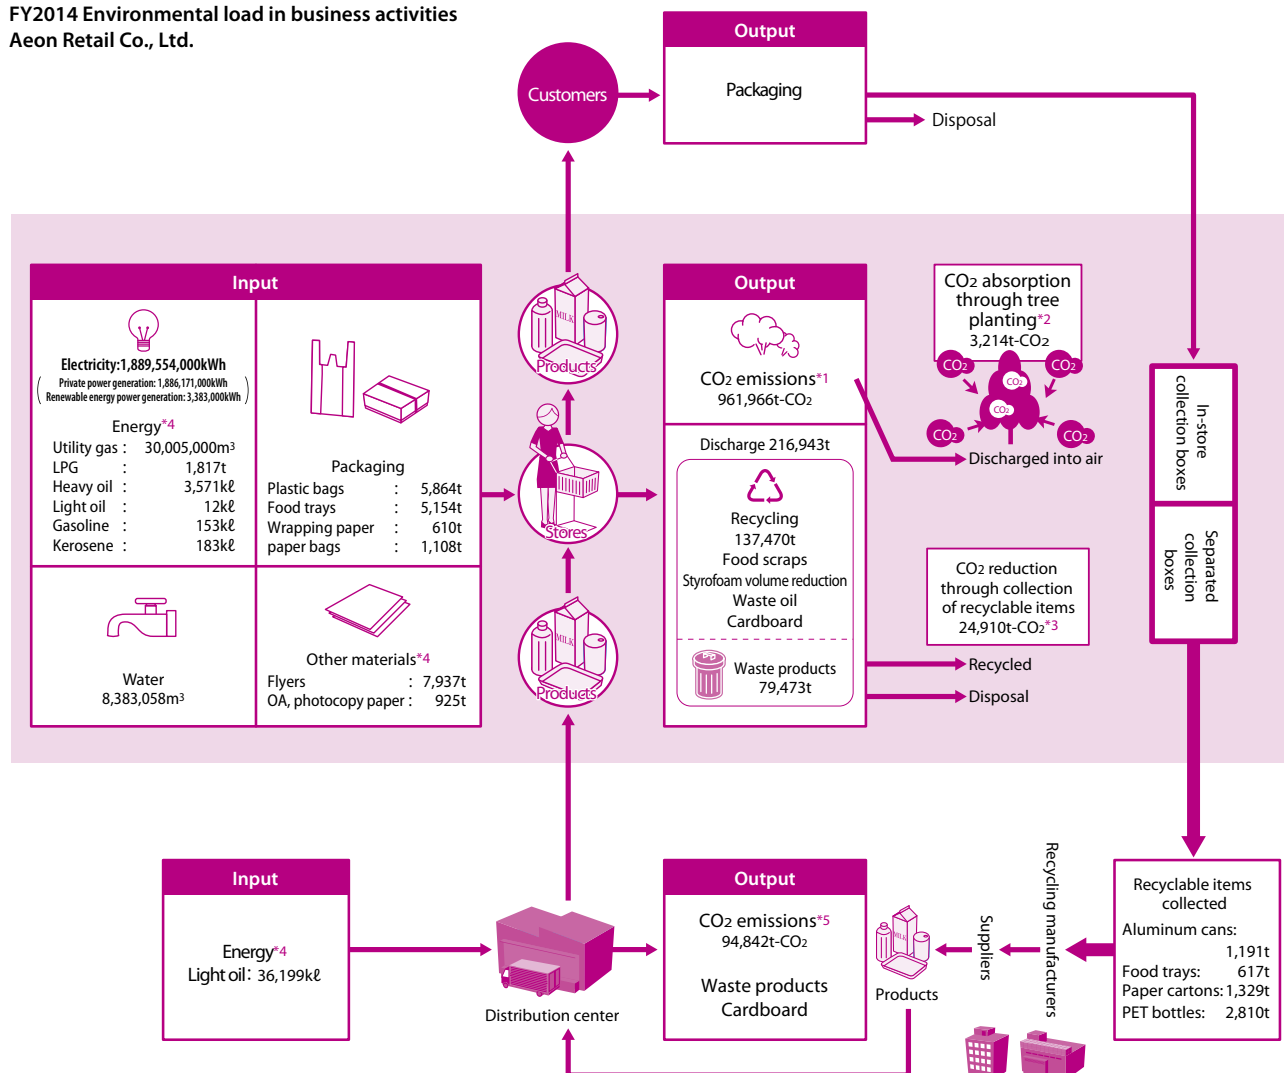 FY2014 Environmental load in business activities
Aeon Retail Co., Ltd.
Output
Customers
Packaging
Disposal
Input
Electricity:1,889,554,000kWh
(Private power generation: 1,886,171,000kWh
Renewable energy power generation: 3,383,000kWh)
Energy*4
Utility gas : 30,005,000m³
LPG : 1,817t
Heavy oil : 3,571kℓ
Light oil : 12kℓ
Gasoline : 153kℓ
Kerosene : 183kℓ
Packaging
Plastic bags : 5,864t
Food trays : 5,154t
Wrapping paper : 610t
paper bags : 1,108t
Water
8,383,058m³
Other materials*4
Flyers : 7,937t
OA, photocopy paper : 925t
MILK
Products
Stores
MILK
Products
Output
CO2 emissions*1
961,966t-CO2
Discharge 216,943t
Recycling
137,470t
Food scraps
Styrofoam volume reduction
Waste oil
Cardboard
Waste products
79,473t
CO2 absorption
through tree
planting*2
3,214t-CO2
CO2
CO2
CO2
CO2
CO2
CO2
Discharged into air
CO2 reduction
through collection
of recyclable items
24,910t-CO2*3
Recycled
Disposal
In-store
collection boxes
Separated
collection
boxes
Input
Energy*4
Light oil: 36,199kℓ
Distribution center
Output
CO2 emissions*5
94,842t-CO2
Waste products
Cardboard
MILK
Products
Suppliers
Recycling manufacturers
Recyclable items
collected
Aluminum cans:
1,191t
Food trays: 617t
Paper cartons: 1,329t
PET bottles: 2,810t